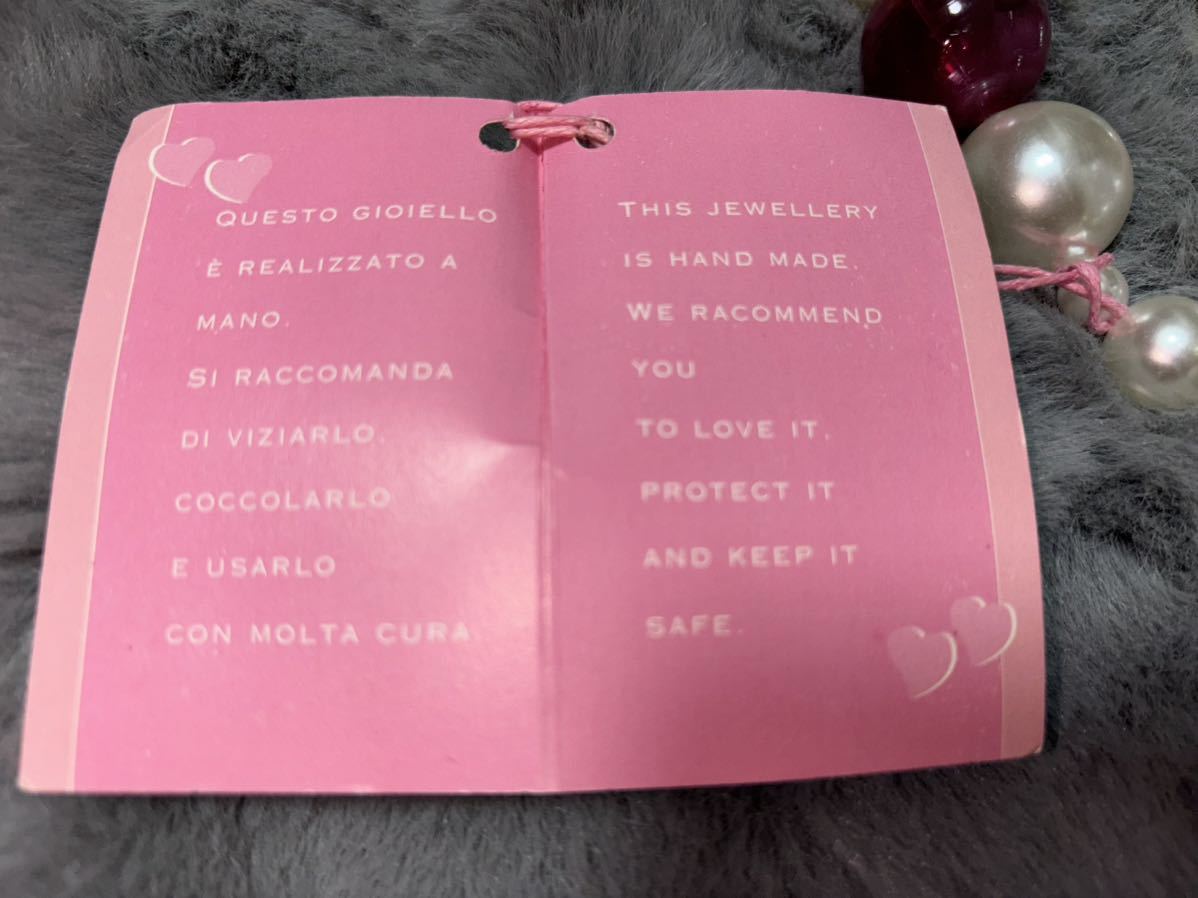 QUESTO GIOIELLO
È REALIZZATO A
MANO.
SI RACCOMANDA
DI VIZIARLO,
COCCOLARLO
E USARLO
CON MOLTA CURA
THIS JEWELLERY
IS HAND MADE.
WE RACOMMEND
YOU
TO LOVE IT,
PROTECT IT
AND KEEP IT
SAFE.